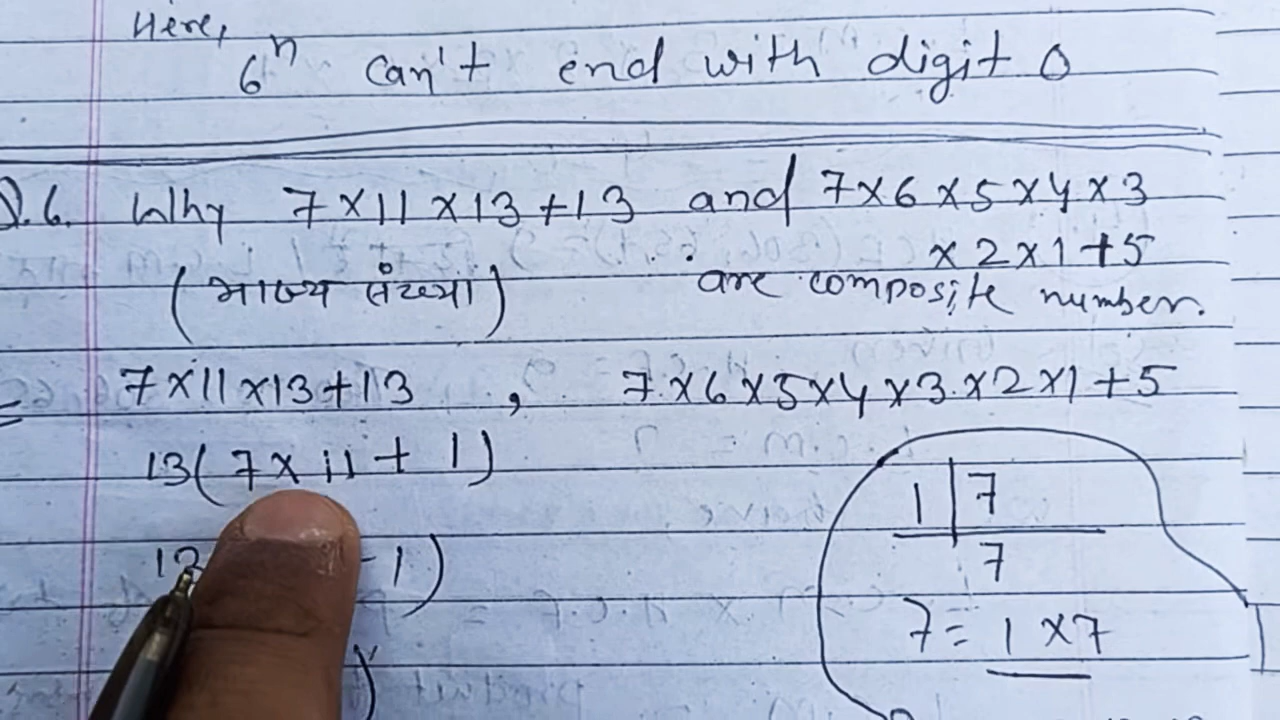 Here,
6ⁿ can't end with digit 0
Q.6. Why 7×11×13+13 and 7×6×5×4×3
×2×1+5
(भाज्य संख्या) are composite number.
7×11×13+13 , 7×6×5×4×3×2×1+5
13(7×11+1)
1|7
13 1)
7
7= 1×7
)